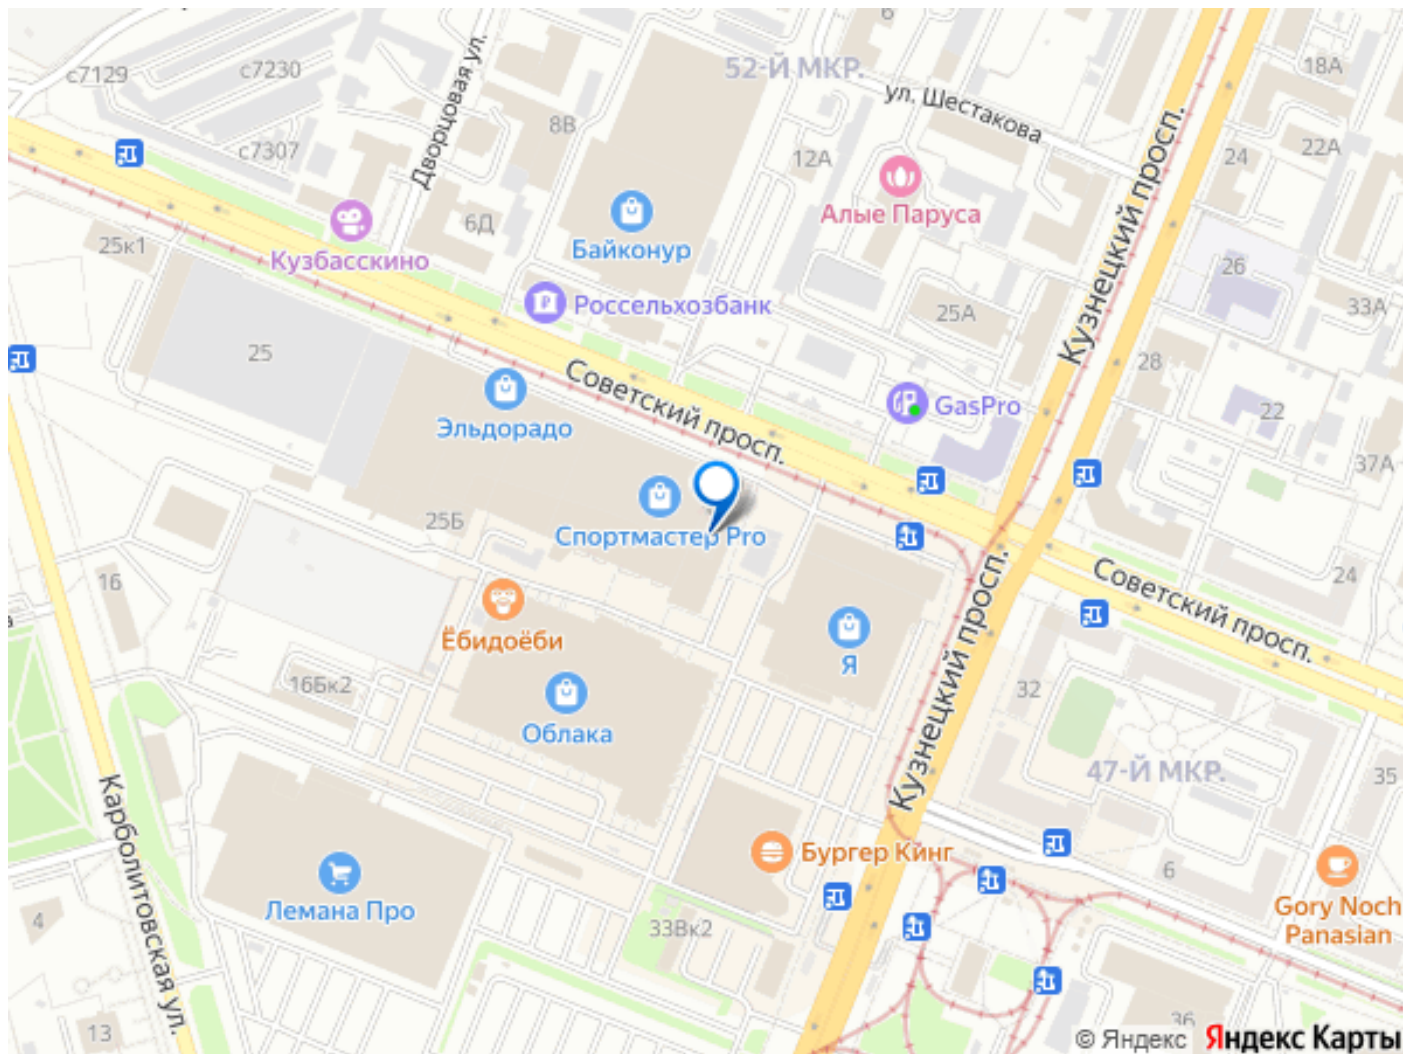 6
52-Й МКР.
18А
с7129
с7230
Дворцовая ул.
ул. Шестакова
8В
Кузнецкий просп.
22А
24
с7307
12А
Алые Паруса
6Д
25к1
Кузбасскино
Байконур
26
Россельхозбанк
25А
33А
25
28
Советский просп.
GasPro
22
Эльдорадо
37А
25Б
Спортмастер Pro
16
Советский просп.
24
Ёбидоёби
Я
Кузнецкий просп.
16Бк2
32
Облака
47-Й МКР.
35
Карболитовская ул.
Бургер Кинг
6
Лемана Про
4
33Вк2
Gory Noch
Panasian
13
36
© Яндекс Яндекс Карты